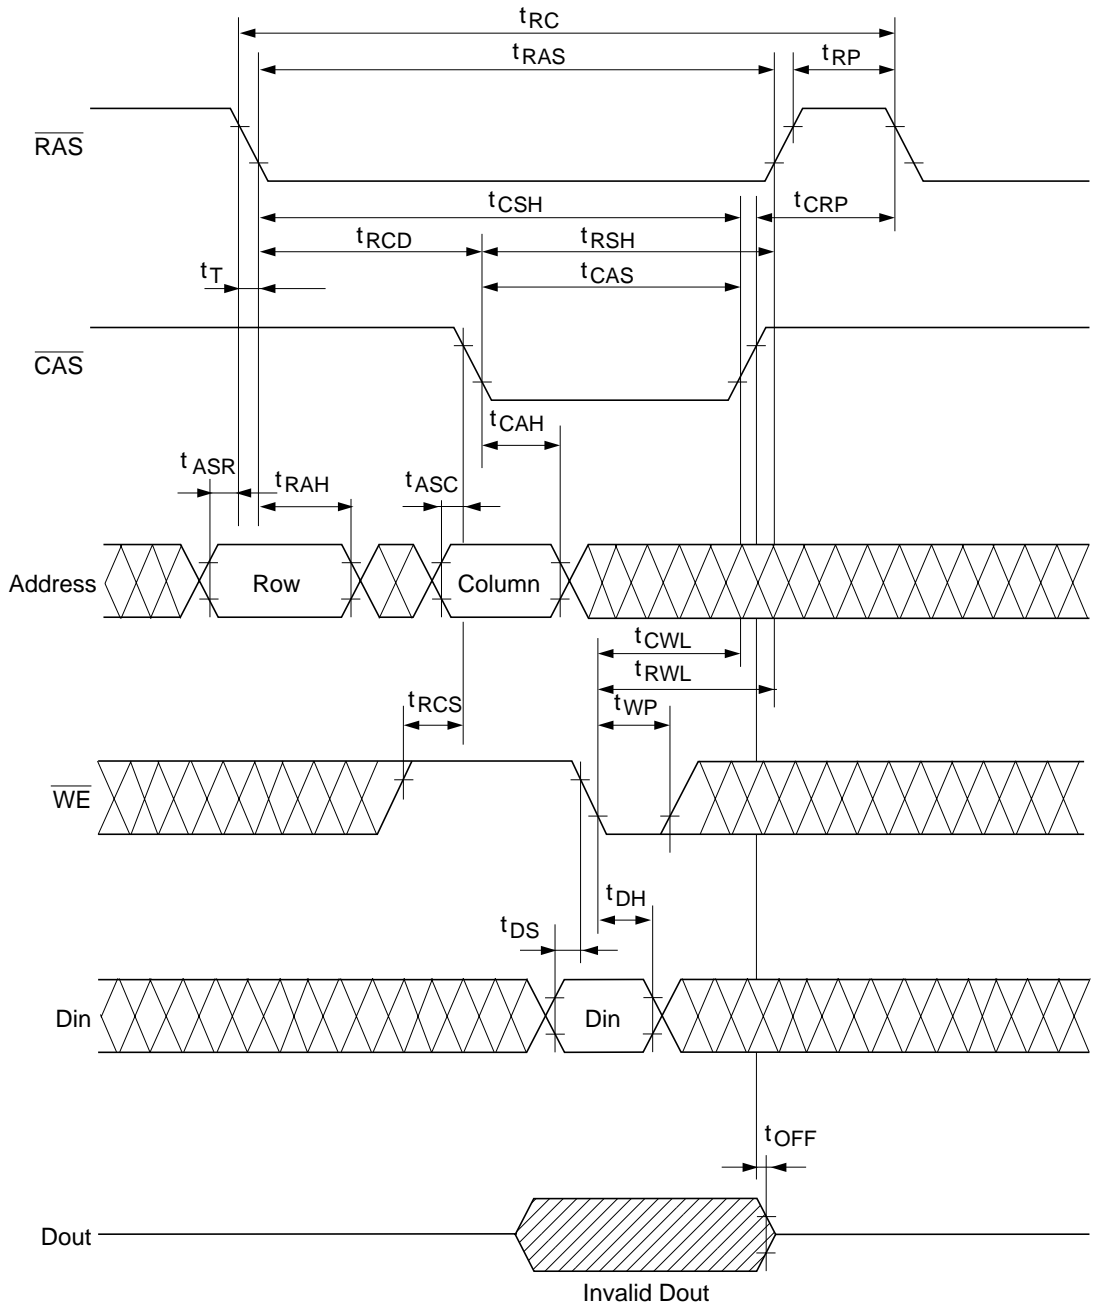 tRC
tRAS
tRP
RAS
tCSH
tCRP
tRCD
tRSH
tT
tCAS
CAS
tCAH
tASR
tRAH
tASC
Address
Row
Column
tCWL
tRWL
tRCS
tWP
WE
tDH
tDS
Din
Din
tOFF
Dout
Invalid Dout